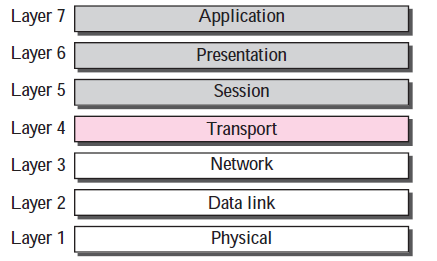 Layer 7 Application
Layer 6 Presentation
Layer 5 Session
Layer 4 Transport
Layer 3 Network
Layer 2 Data link
Layer 1 Physical